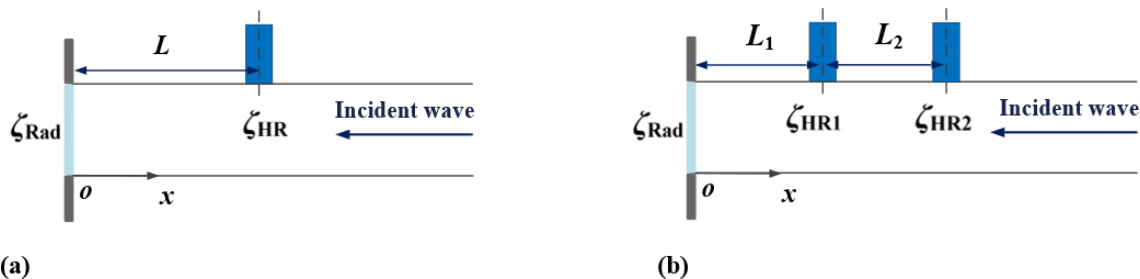 L
ζRad
ζHR
Incident wave
o
x
(a)
L1
L2
ζRad
ζHR1
ζHR2
Incident wave
o
x
(b)